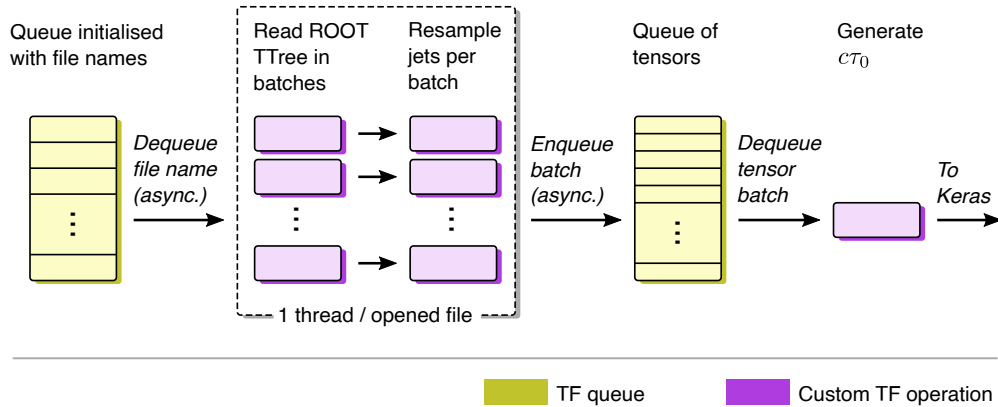 Queue initialised
with file names
Read ROOT
TTree in
batches
Resample
jets per
batch
Queue of
tensors
Generate
cτ₀
Dequeue
file name
(async.)
Enqueue
batch
(async.)
Dequeue
tensor
batch
To
Keras
1 thread / opened file
TF queue
Custom TF operation